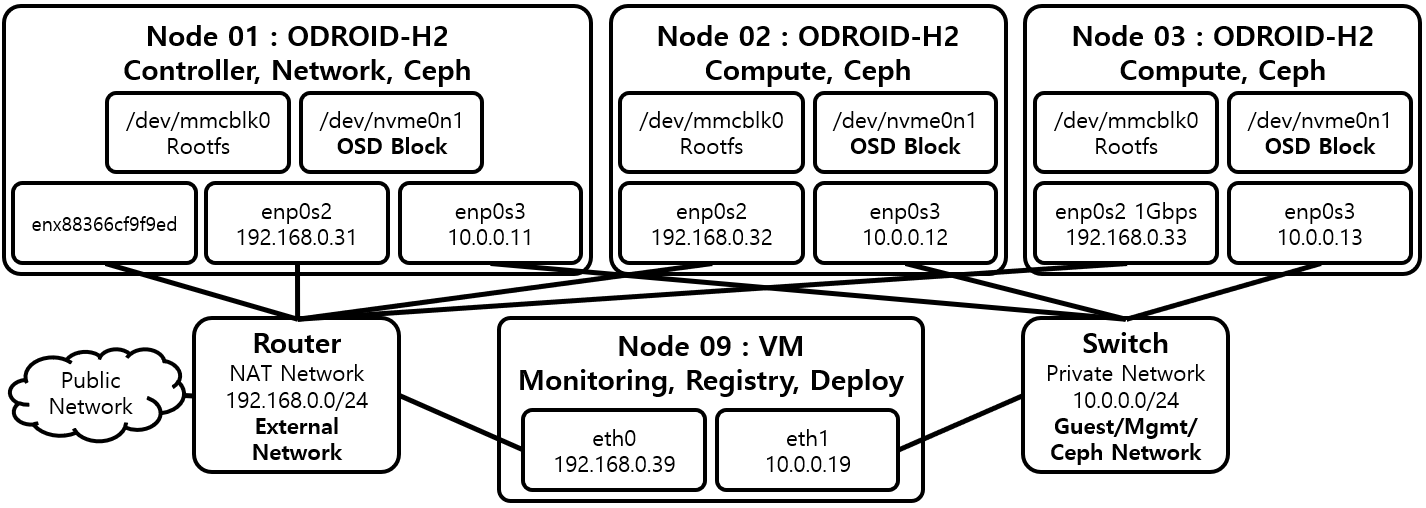 Node 01 : ODROID-H2
Controller, Network, Ceph
/dev/mmcblk0
Rootfs
/dev/nvme0n1
OSD Block
enx88366cf9f9ed
enp0s2
192.168.0.31
enp0s3
10.0.0.11
Node 02 : ODROID-H2
Compute, Ceph
/dev/mmcblk0
Rootfs
/dev/nvme0n1
OSD Block
enp0s2
192.168.0.32
enp0s3
10.0.0.12
Node 03 : ODROID-H2
Compute, Ceph
/dev/mmcblk0
Rootfs
/dev/nvme0n1
OSD Block
enp0s2 1Gbps
192.168.0.33
enp0s3
10.0.0.13
Public
Network
Router
NAT Network
192.168.0.0/24
External
Network
Node 09 : VM
Monitoring, Registry, Deploy
eth0
192.168.0.39
eth1
10.0.0.19
Switch
Private Network
10.0.0.0/24
Guest/Mgmt/
Ceph Network